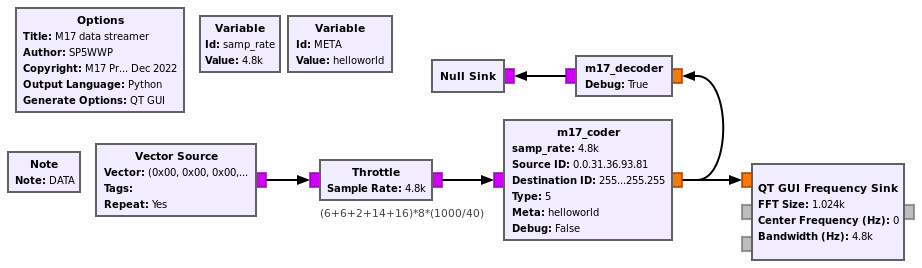 Options
Title: M17 data streamer
Author: SP5WWP
Copyright: M17 Pr... Dec 2022
Output Language: Python
Generate Options: QT GUI
Variable
Id: samp_rate
Value: 4.8k
Variable
Id: META
Value: helloworld
Null Sink
m17_decoder
Debug: True
Note
Note: DATA
Vector Source
Vector: (0x00, 0x00, 0x00,...
Tags:
Repeat: Yes
Throttle
Sample Rate: 4.8k
(6+6+2+14+16)*8*(1000/40)
m17_coder
samp_rate: 4.8k
Source ID: 0.0.31.36.93.81
Destination ID: 255...255.255
Type: 5
Meta: helloworld
Debug: False
QT GUI Frequency Sink
FFT Size: 1.024k
Center Frequency (Hz): 0
Bandwidth (Hz): 4.8k